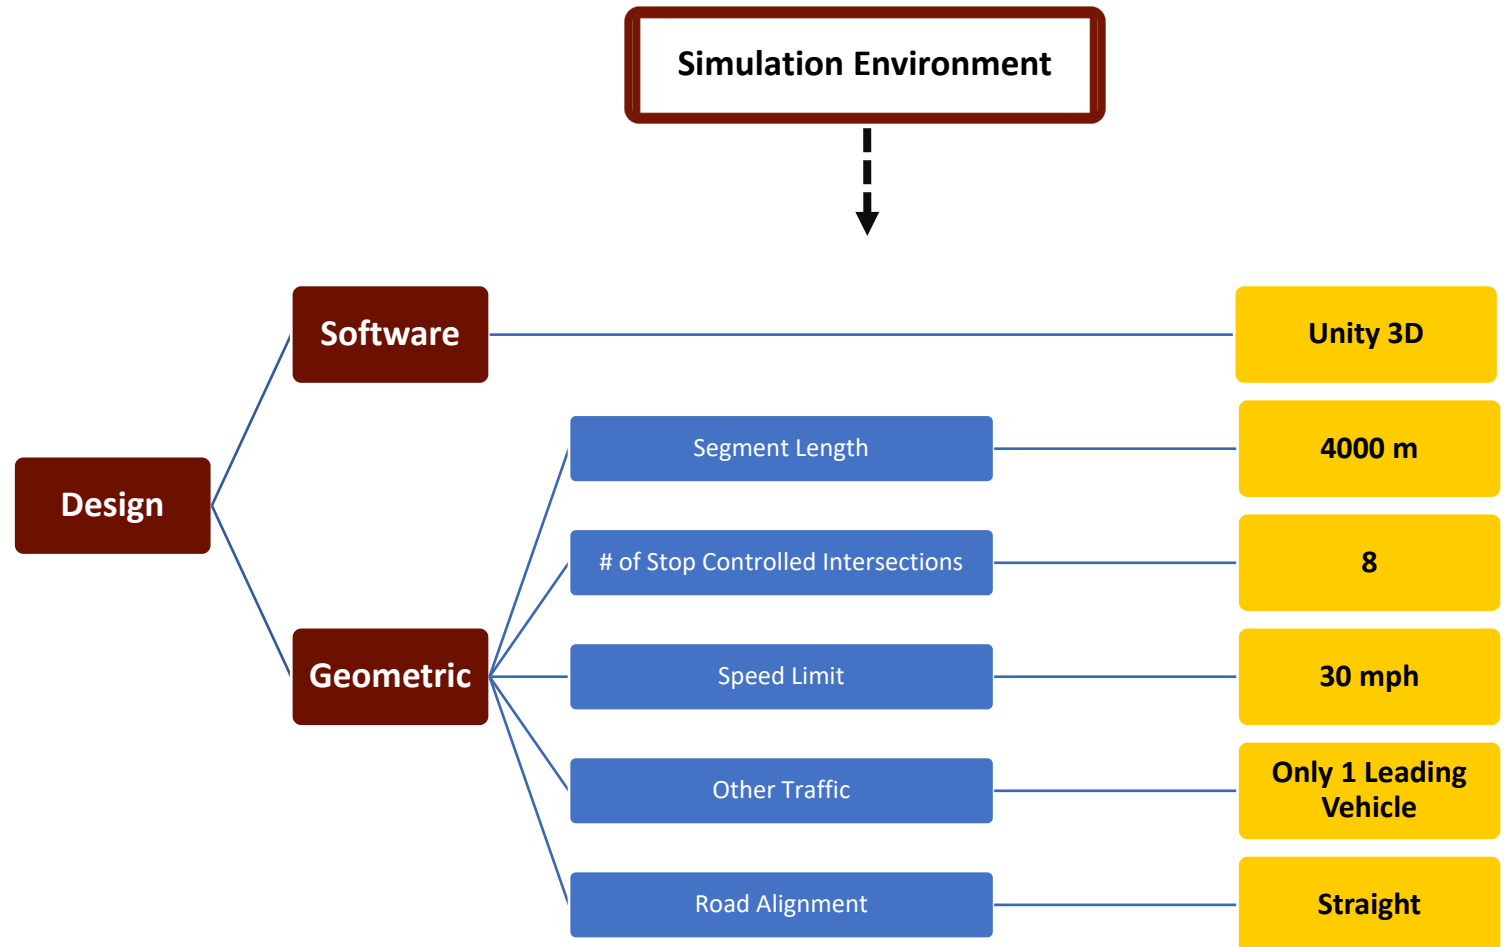 Simulation Environment
Software
Unity 3D
Segment Length
4000 m
Design
# of Stop Controlled Intersections
8
Geometric
Speed Limit
30 mph
Other Traffic
Only 1 Leading
Vehicle
Road Alignment
Straight